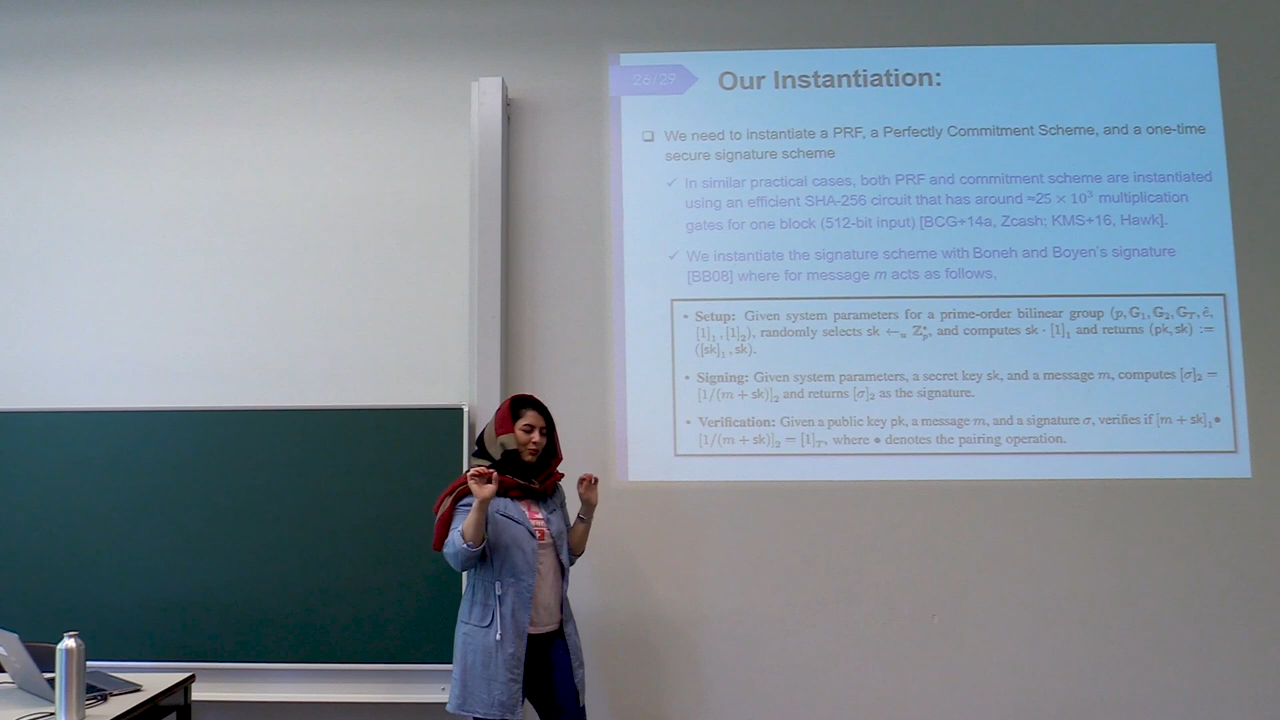 26/29
Our Instantiation:
❑ We need to instantiate a PRF, a Perfectly Commitment Scheme, and a one-time
secure signature scheme
✓ In similar practical cases, both PRF and commitment scheme are instantiated
using an efficient SHA-256 circuit that has around ≈25 × 10³ multiplication
gates for one block (512-bit input) [BCG+14a, Zcash; KMS+16, Hawk].
✓ We instantiate the signature scheme with Boneh and Boyen's signature
[BB08] where for message m acts as follows,
• Setup: Given system parameters for a prime-order bilinear group (p, G₁, G₂, G_T, ê,
[1]₁, [1]₂), randomly selects sk ←ᵤ Z*ₚ, and computes sk · [1]₁ and returns (pk, sk) :=
([sk]₁, sk).
• Signing: Given system parameters, a secret key sk, and a message m, computes [σ]₂ =
[1/(m + sk)]₂ and returns [σ]₂ as the signature.
• Verification: Given a public key pk, a message m, and a signature σ, verifies if [m + sk]₁ •
[1/(m + sk)]₂ = [1]_T, where • denotes the pairing operation.